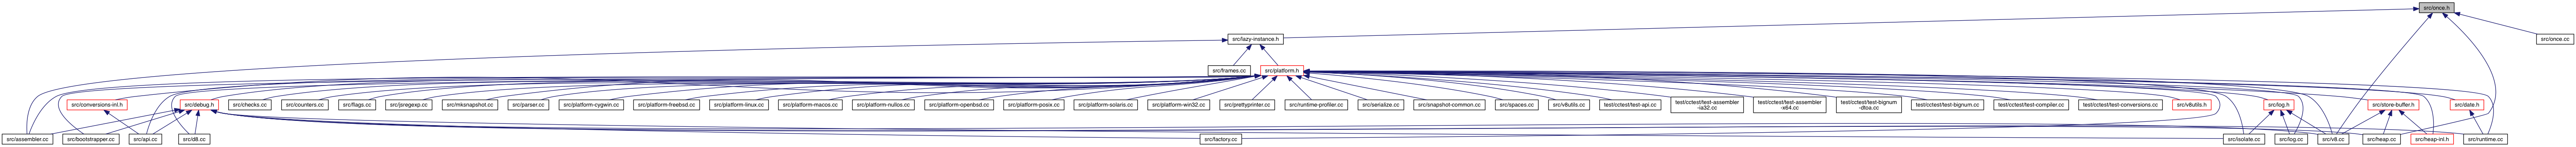 src/once.h
src/lazy-instance.h
src/once.cc
src/frames.cc
src/platform.h
src/conversions-inl.h
src/debug.h
src/checks.cc
src/counters.cc
src/flags.cc
src/jsregexp.cc
src/mksnapshot.cc
src/parser.cc
src/platform-cygwin.cc
src/platform-freebsd.cc
src/platform-linux.cc
src/platform-macos.cc
src/platform-nullos.cc
src/platform-openbsd.cc
src/platform-posix.cc
src/platform-solaris.cc
src/platform-win32.cc
src/prettyprinter.cc
src/runtime-profiler.cc
src/serialize.cc
src/snapshot-common.cc
src/spaces.cc
src/v8utils.cc
test/cctest/test-api.cc
test/cctest/test-assembler
-ia32.cc
test/cctest/test-assembler
-x64.cc
test/cctest/test-bignum
-dtoa.cc
test/cctest/test-bignum.cc
test/cctest/test-compiler.cc
test/cctest/test-conversions.cc
src/v8utils.h
src/log.h
src/store-buffer.h
src/date.h
src/assembler.cc
src/bootstrapper.cc
src/api.cc
src/d8.cc
src/factory.cc
src/isolate.cc
src/log.cc
src/v8.cc
src/heap.cc
src/heap-inl.h
src/runtime.cc